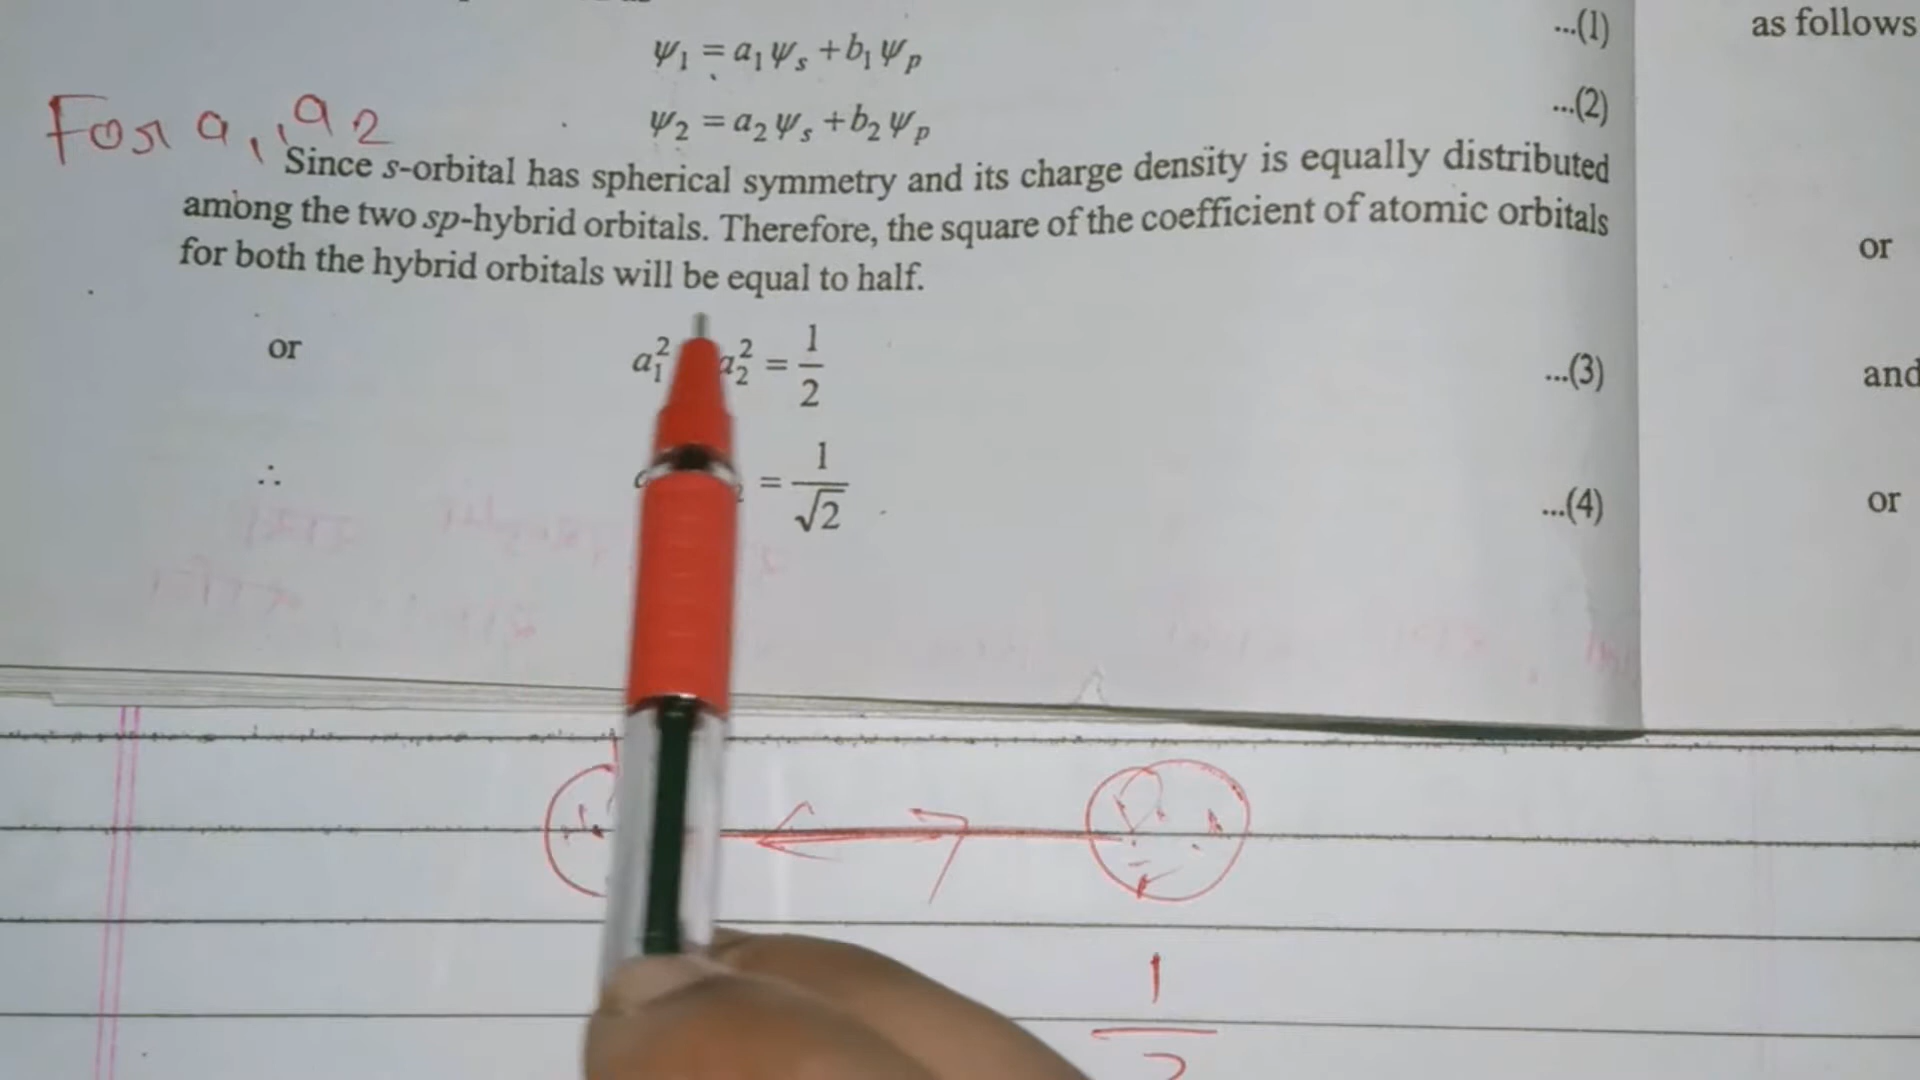 ψ₁ = a₁ψₛ + b₁ψₚ ...(1)
ψ₂ = a₂ψₛ + b₂ψₚ ...(2)
For a₁, a₂
Since s-orbital has spherical symmetry and its charge density is equally distributed
among the two sp-hybrid orbitals. Therefore, the square of the coefficient of atomic orbitals
for both the hybrid orbitals will be equal to half.
or a₁² a₂² = 1/2 ...(3)
∴ = 1/√2 ...(4)
as follows
or
and
or
1